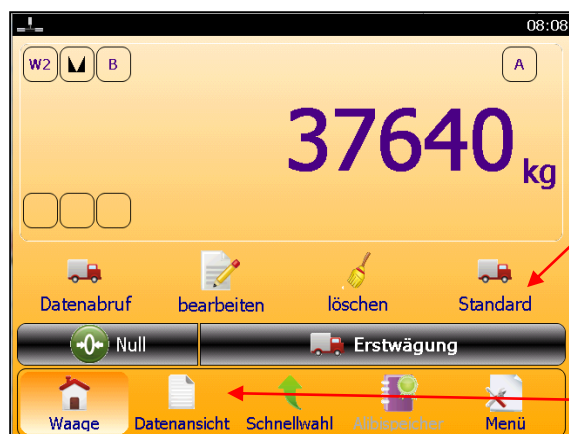 08:08
W2 B A
37640 kg
Datenabruf bearbeiten löschen Standard
Null Erstwägung
Waage Datenansicht Schnellwahl Alibispeicher Menü